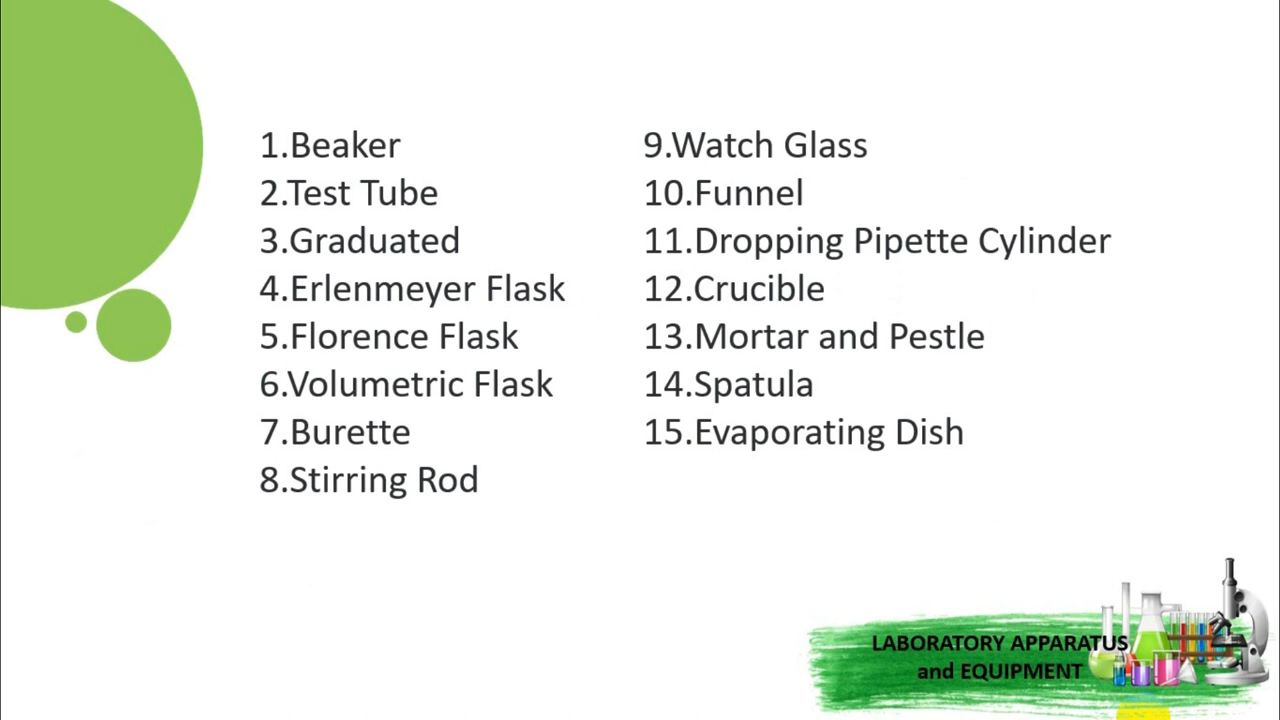 1.Beaker
2.Test Tube
3.Graduated
4.Erlenmeyer Flask
5.Florence Flask
6.Volumetric Flask
7.Burette
8.Stirring Rod
9.Watch Glass
10.Funnel
11.Dropping Pipette Cylinder
12.Crucible
13.Mortar and Pestle
14.Spatula
15.Evaporating Dish
LABORATORY APPARATUS
and EQUIPMENT